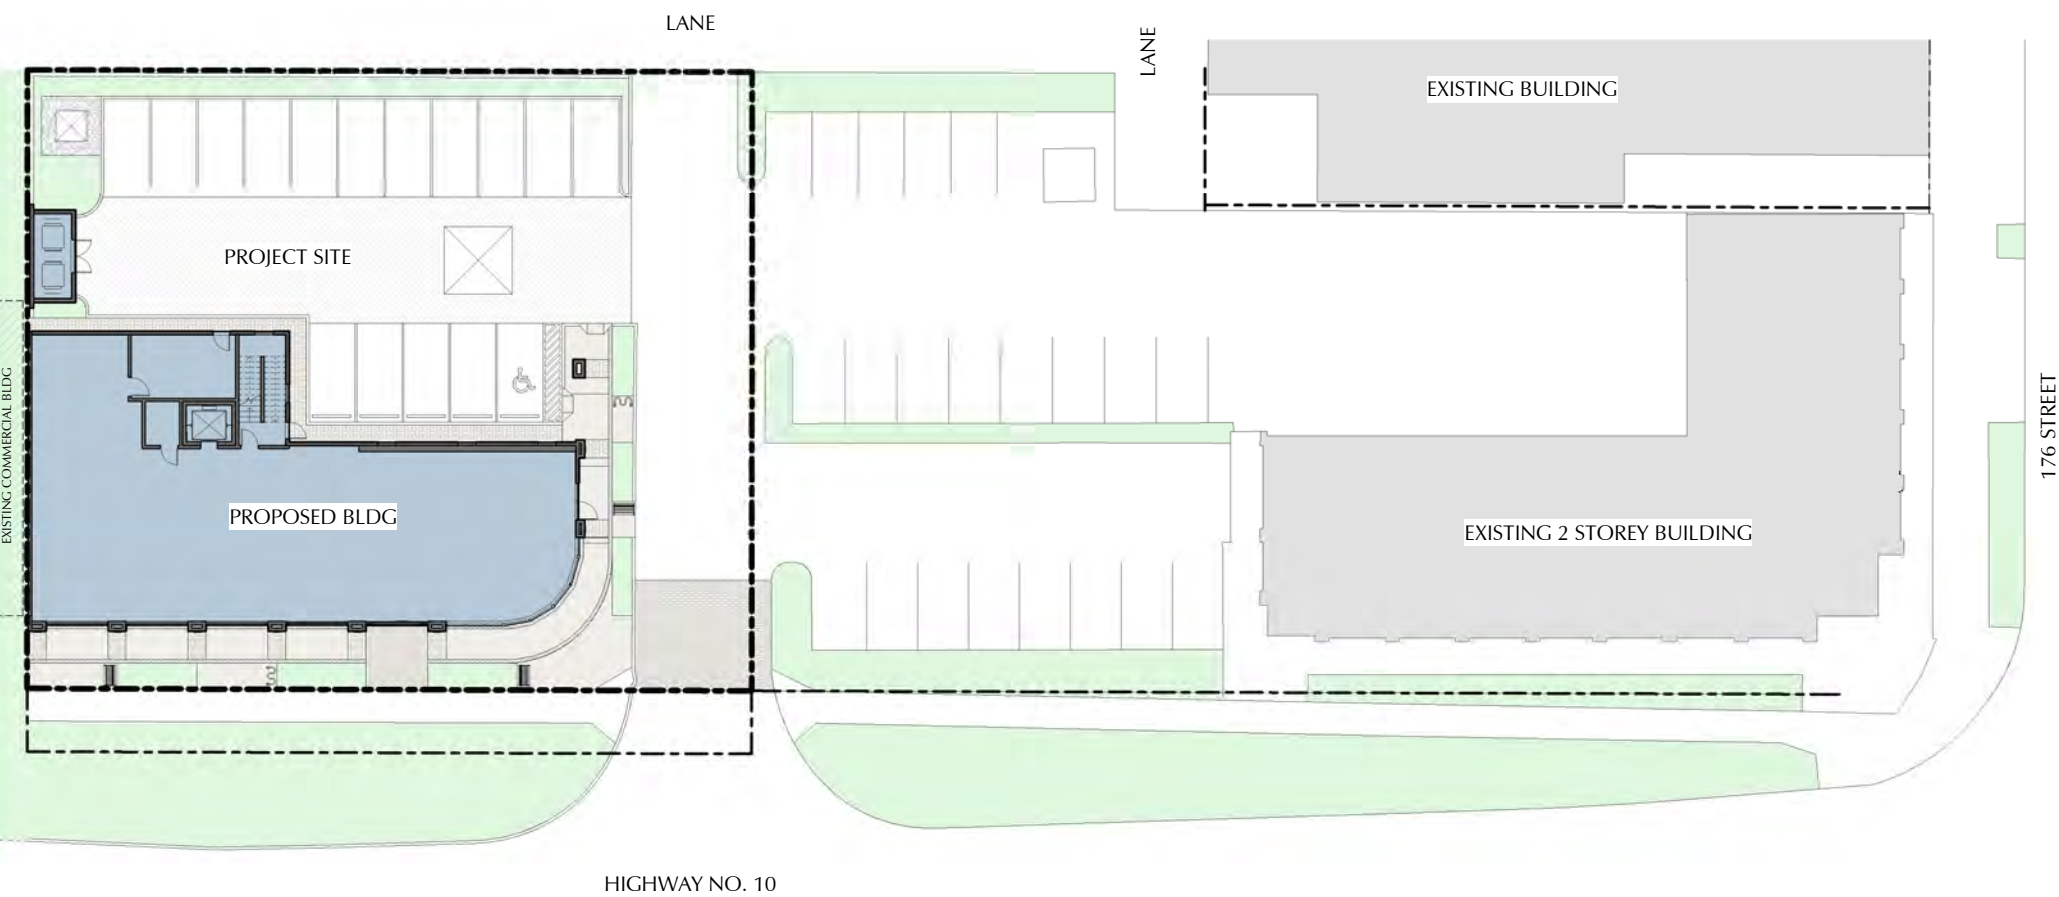 LANE
LANE
EXISTING BUILDING
PROJECT SITE
EXISTING COMMERCIAL BLDG
176 STREET
PROPOSED BLDG
EXISTING 2 STOREY BUILDING
HIGHWAY NO. 10